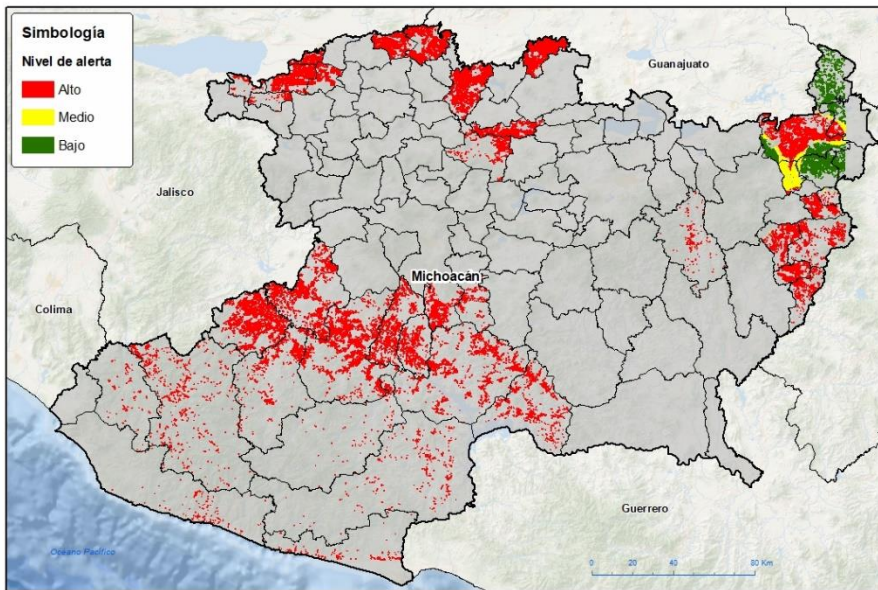 Simbología
Nivel de alerta
Alto
Medio
Bajo
Guanajuato
Jalisco
Michoacán
Colima
Guerrero
Océano Pacífico
0 20 40 80 Km